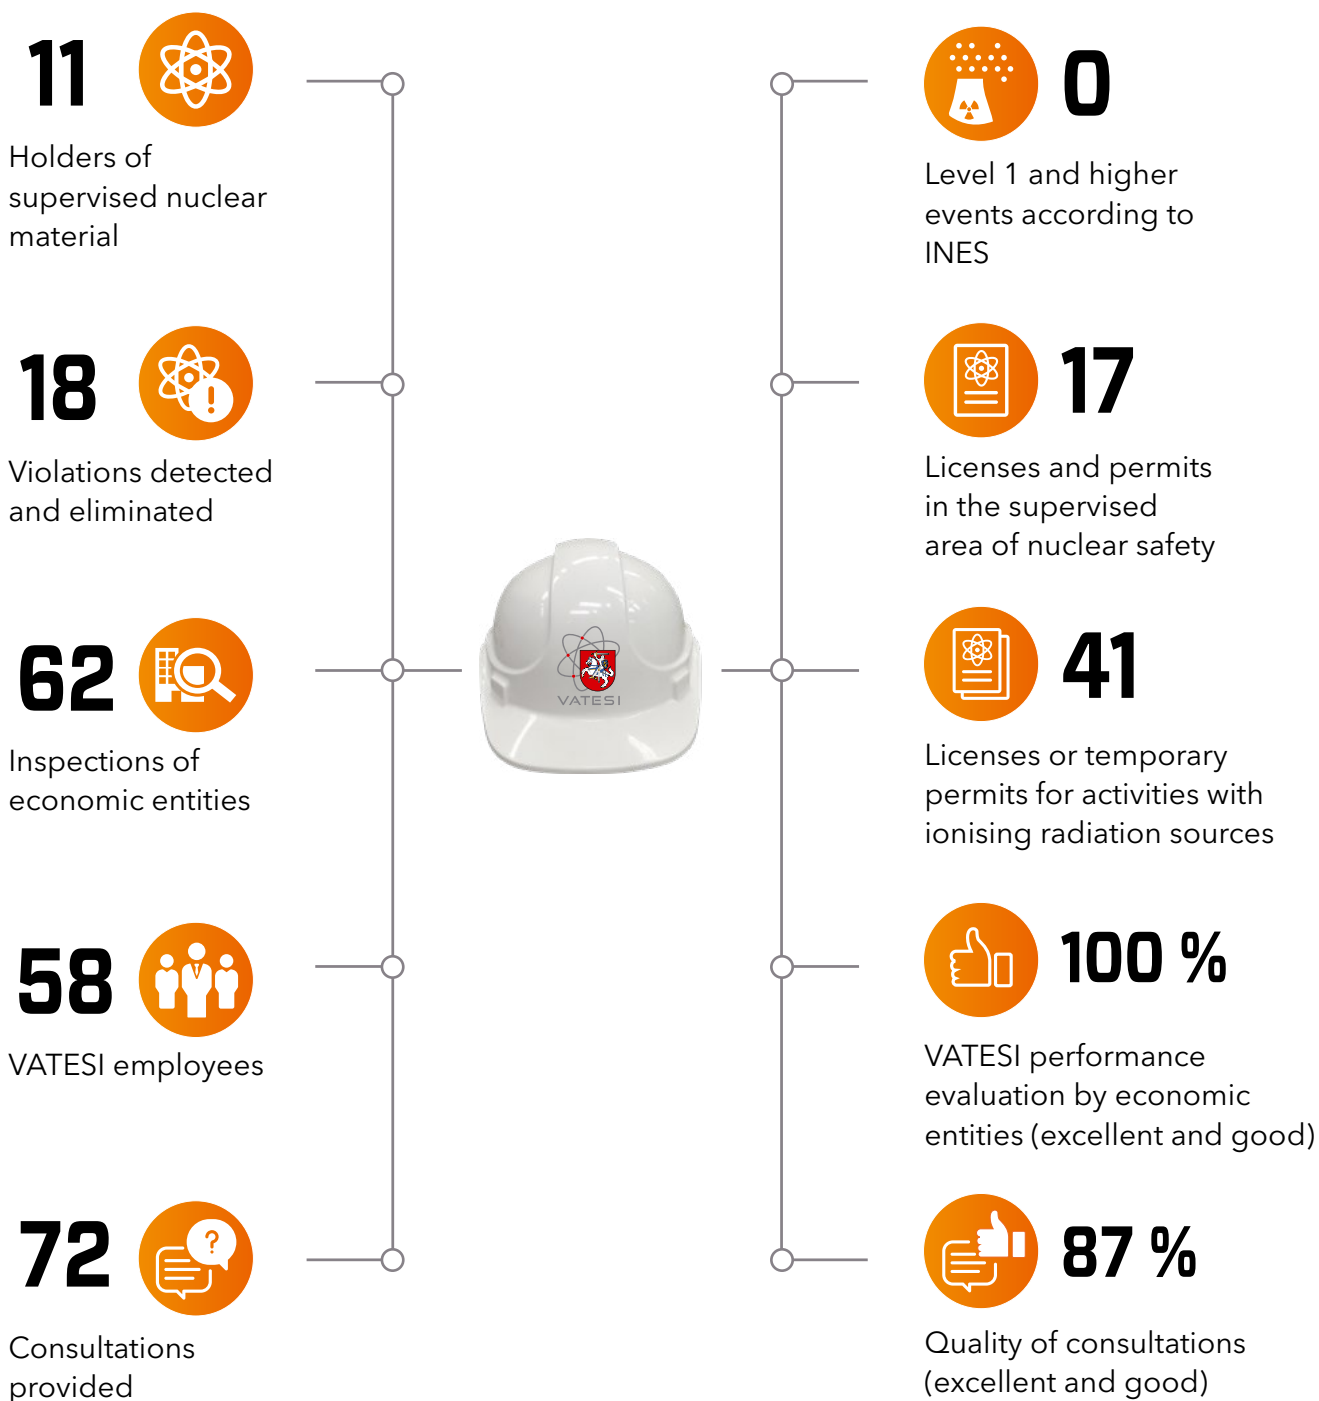 11
Holders of
supervised nuclear
material
18
Violations detected
and eliminated
62
Inspections of
economic entities
58
VATESI employees
72
?
Consultations
provided
VATESI
0
Level 1 and higher
events according to
INES
17
Licenses and permits
in the supervised
area of nuclear safety
41
Licenses or temporary
permits for activities with
ionising radiation sources
100 %
VATESI performance
evaluation by economic
entities (excellent and good)
87 %
Quality of consultations
(excellent and good)